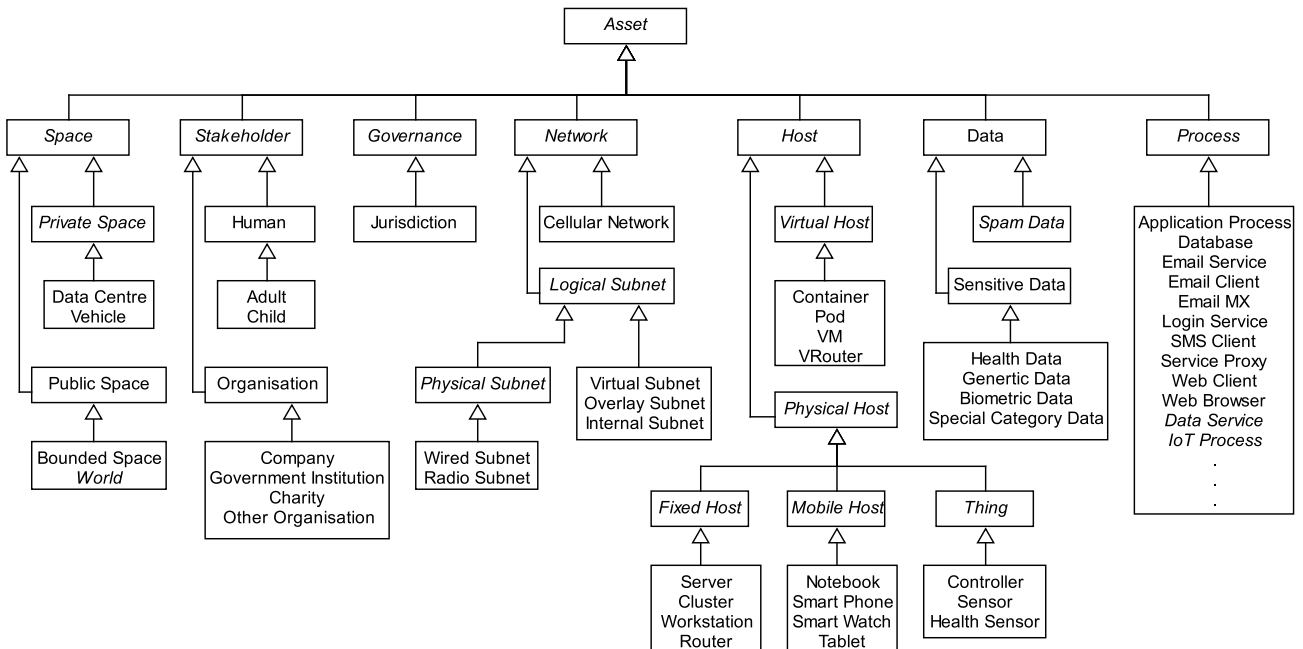 Asset
Space
Stakeholder
Governance
Network
Host
Data
Process
Private Space
Human
Jurisdiction
Cellular Network
Virtual Host
Spam Data
Application Process
Database
Email Service
Email Client
Email MX
Login Service
SMS Client
Service Proxy
Web Client
Web Browser
Data Service
IoT Process
.
.
.
Data Centre
Vehicle
Adult
Child
Logical Subnet
Container
Pod
VM
VRouter
Sensitive Data
Public Space
Organisation
Physical Subnet
Virtual Subnet
Overlay Subnet
Internal Subnet
Physical Host
Health Data
Genertic Data
Biometric Data
Special Category Data
Bounded Space
World
Company
Government Institution
Charity
Other Organisation
Wired Subnet
Radio Subnet
Fixed Host
Mobile Host
Thing
Server
Cluster
Workstation
Router
Notebook
Smart Phone
Smart Watch
Tablet
Controller
Sensor
Health Sensor